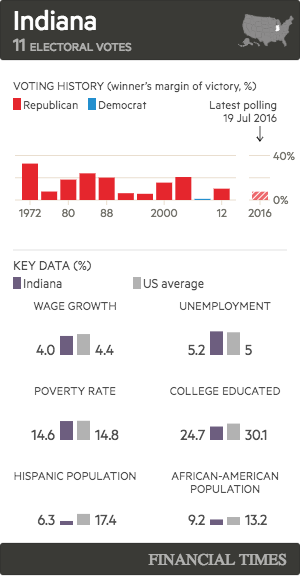 Indiana
11 ELECTORAL VOTES
VOTING HISTORY (winner's margin of victory, %)
Republican Democrat
Latest polling
19 Jul 2016
40%
0%
1972 80 88 2000 12 2016
KEY DATA (%)
Indiana US average
WAGE GROWTH UNEMPLOYMENT
4.0 4.4 5.2 5
POVERTY RATE COLLEGE EDUCATED
14.6 14.8 24.7 30.1
HISPANIC POPULATION AFRICAN-AMERICAN
POPULATION
6.3 17.4 9.2 13.2
FINANCIAL TIMES